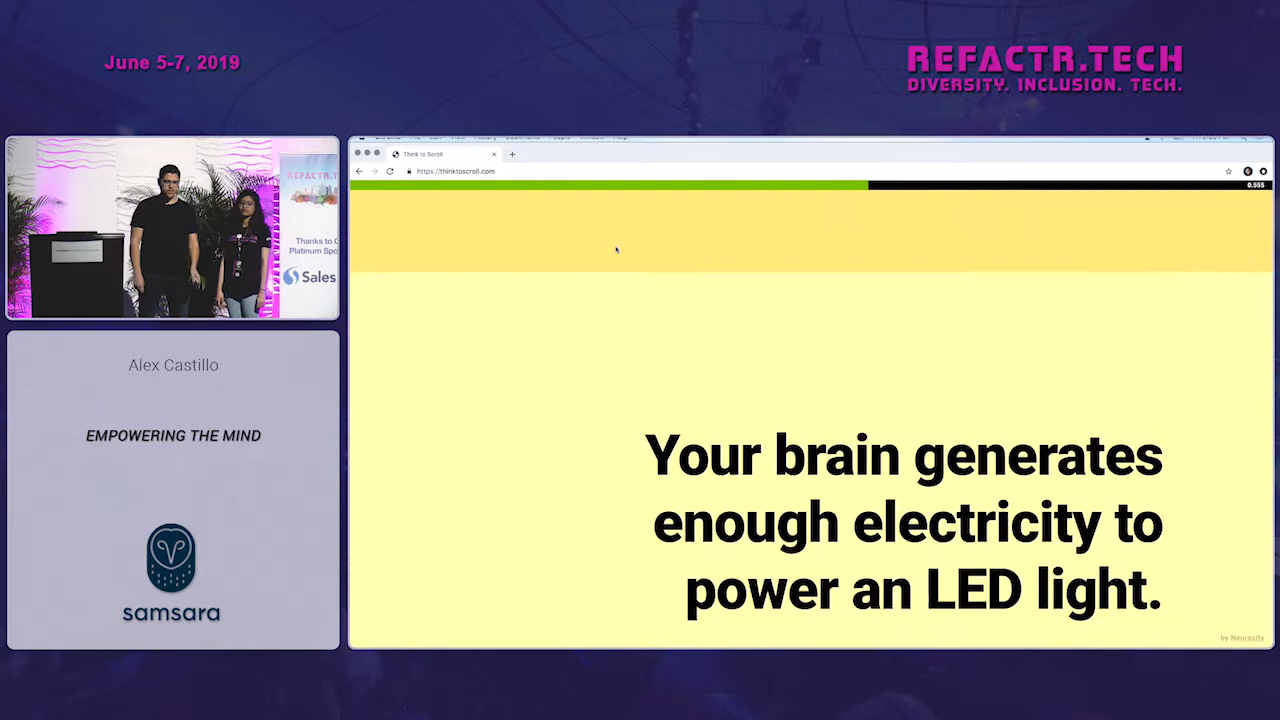 June 5-7, 2019
REFACTR.TECH
DIVERSITY. INCLUSION. TECH.
REFACTR.T
Thanks to
Platinum Spo
Sales
Alex Castillo
EMPOWERING THE MIND
samsara
Think to Scroll
https://thinktoscroll.com
0.555
Your brain generates
enough electricity to
power an LED light.
by Neurosity